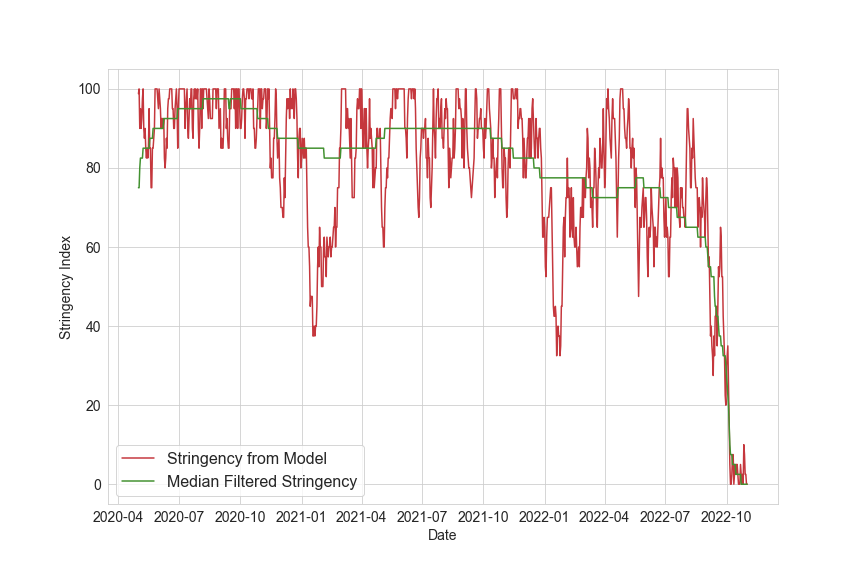 100
80
60
40
20
0
Stringency Index
Stringency from Model
Median Filtered Stringency
2020-04 2020-07 2020-10 2021-01 2021-04 2021-07 2021-10 2022-01 2022-04 2022-07 2022-10
Date